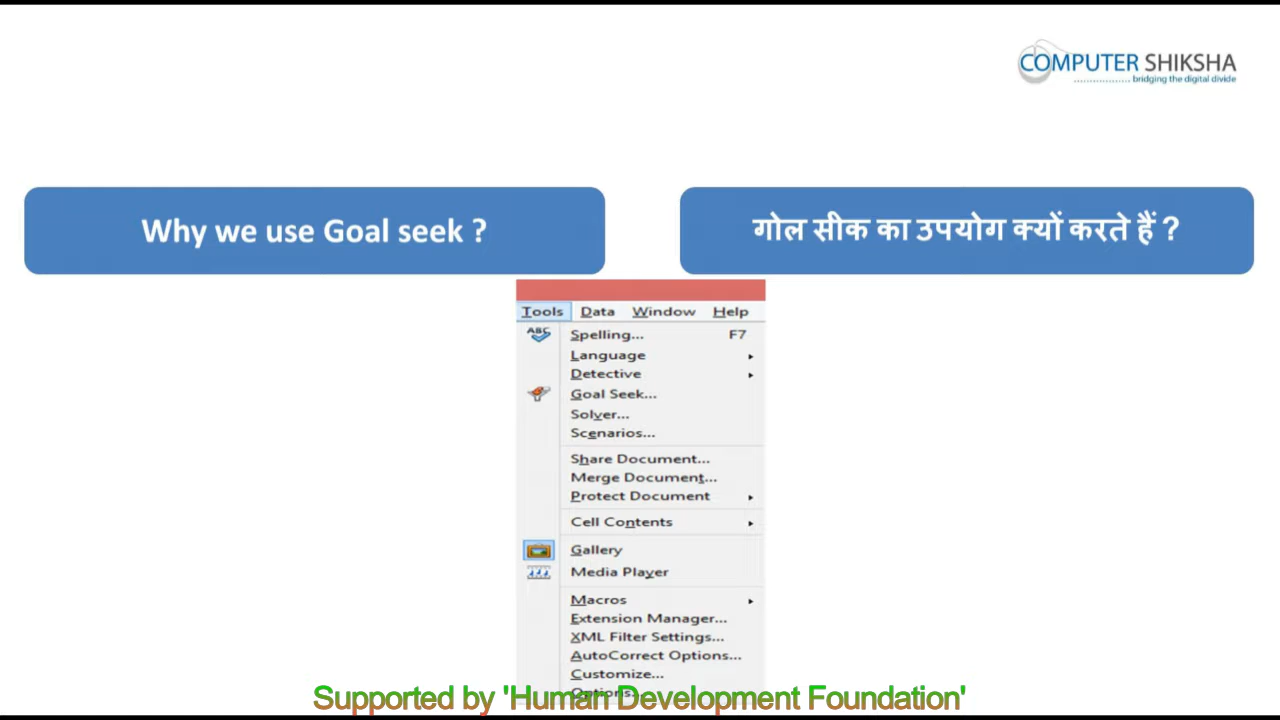 COMPUTER SHIKSHA
bridging the digital divide
Why we use Goal seek ?
गोल सीक का उपयोग क्यों करते हैं ?
Tools Data Window Help
ABC Spelling... F7
Language
Detective
Goal Seek...
Solver...
Scenarios...
Share Document...
Merge Document...
Protect Document
Cell Contents
Gallery
Media Player
Macros
Extension Manager...
XML Filter Settings...
AutoCorrect Options...
Customize...
Options...
Supported by 'Human Development Foundation'